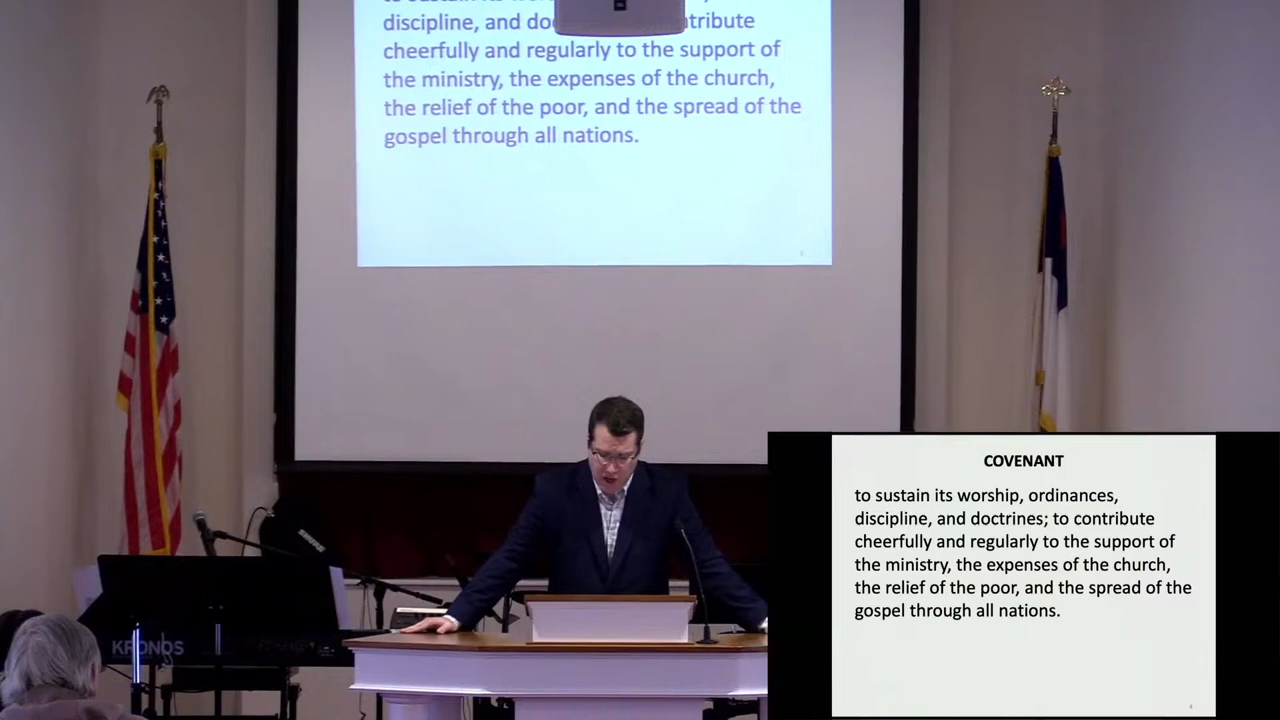 discipline, and do
tribute
cheerfully and regularly to the support of
the ministry, the expenses of the church,
the relief of the poor, and the spread of the
gospel through all nations.
SHURE
KRONOS
COVENANT
to sustain its worship, ordinances,
discipline, and doctrines; to contribute
cheerfully and regularly to the support of
the ministry, the expenses of the church,
the relief of the poor, and the spread of the
gospel through all nations.
4